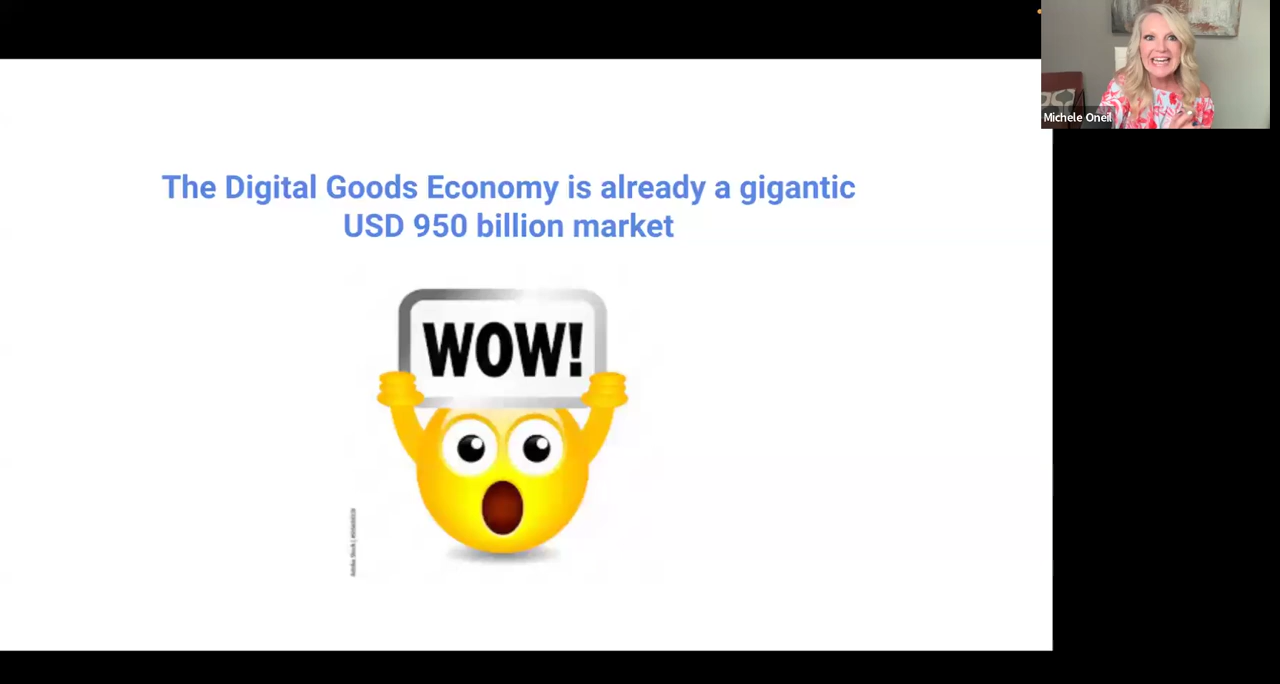 Michele Oneil
The Digital Goods Economy is already a gigantic
USD 950 billion market
WOW!